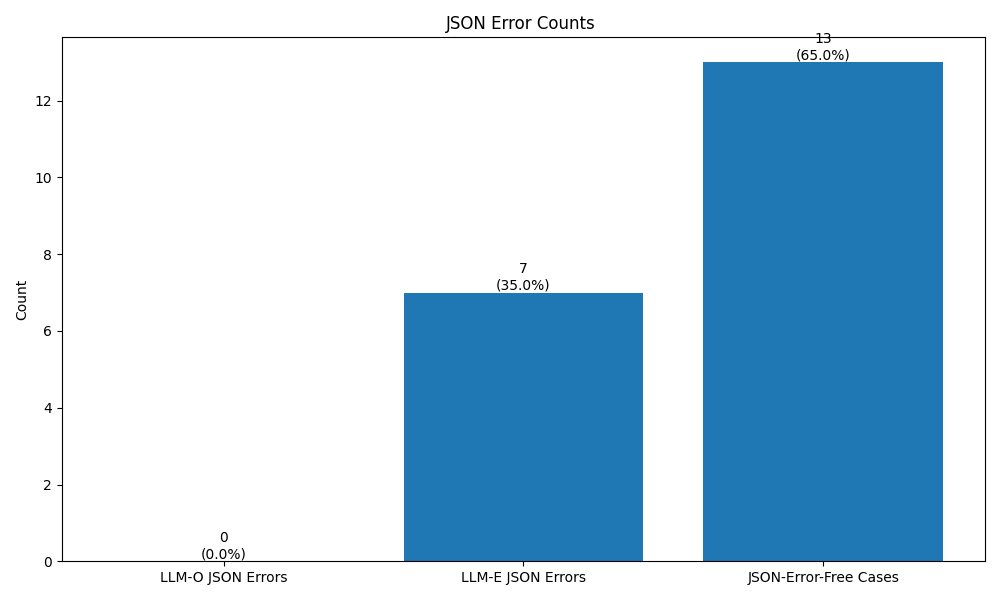 JSON Error Counts
13
(65.0%)
7
(35.0%)
0
(0.0%)
Count
12
10
8
6
4
2
0
LLM-O JSON Errors
LLM-E JSON Errors
JSON-Error-Free Cases